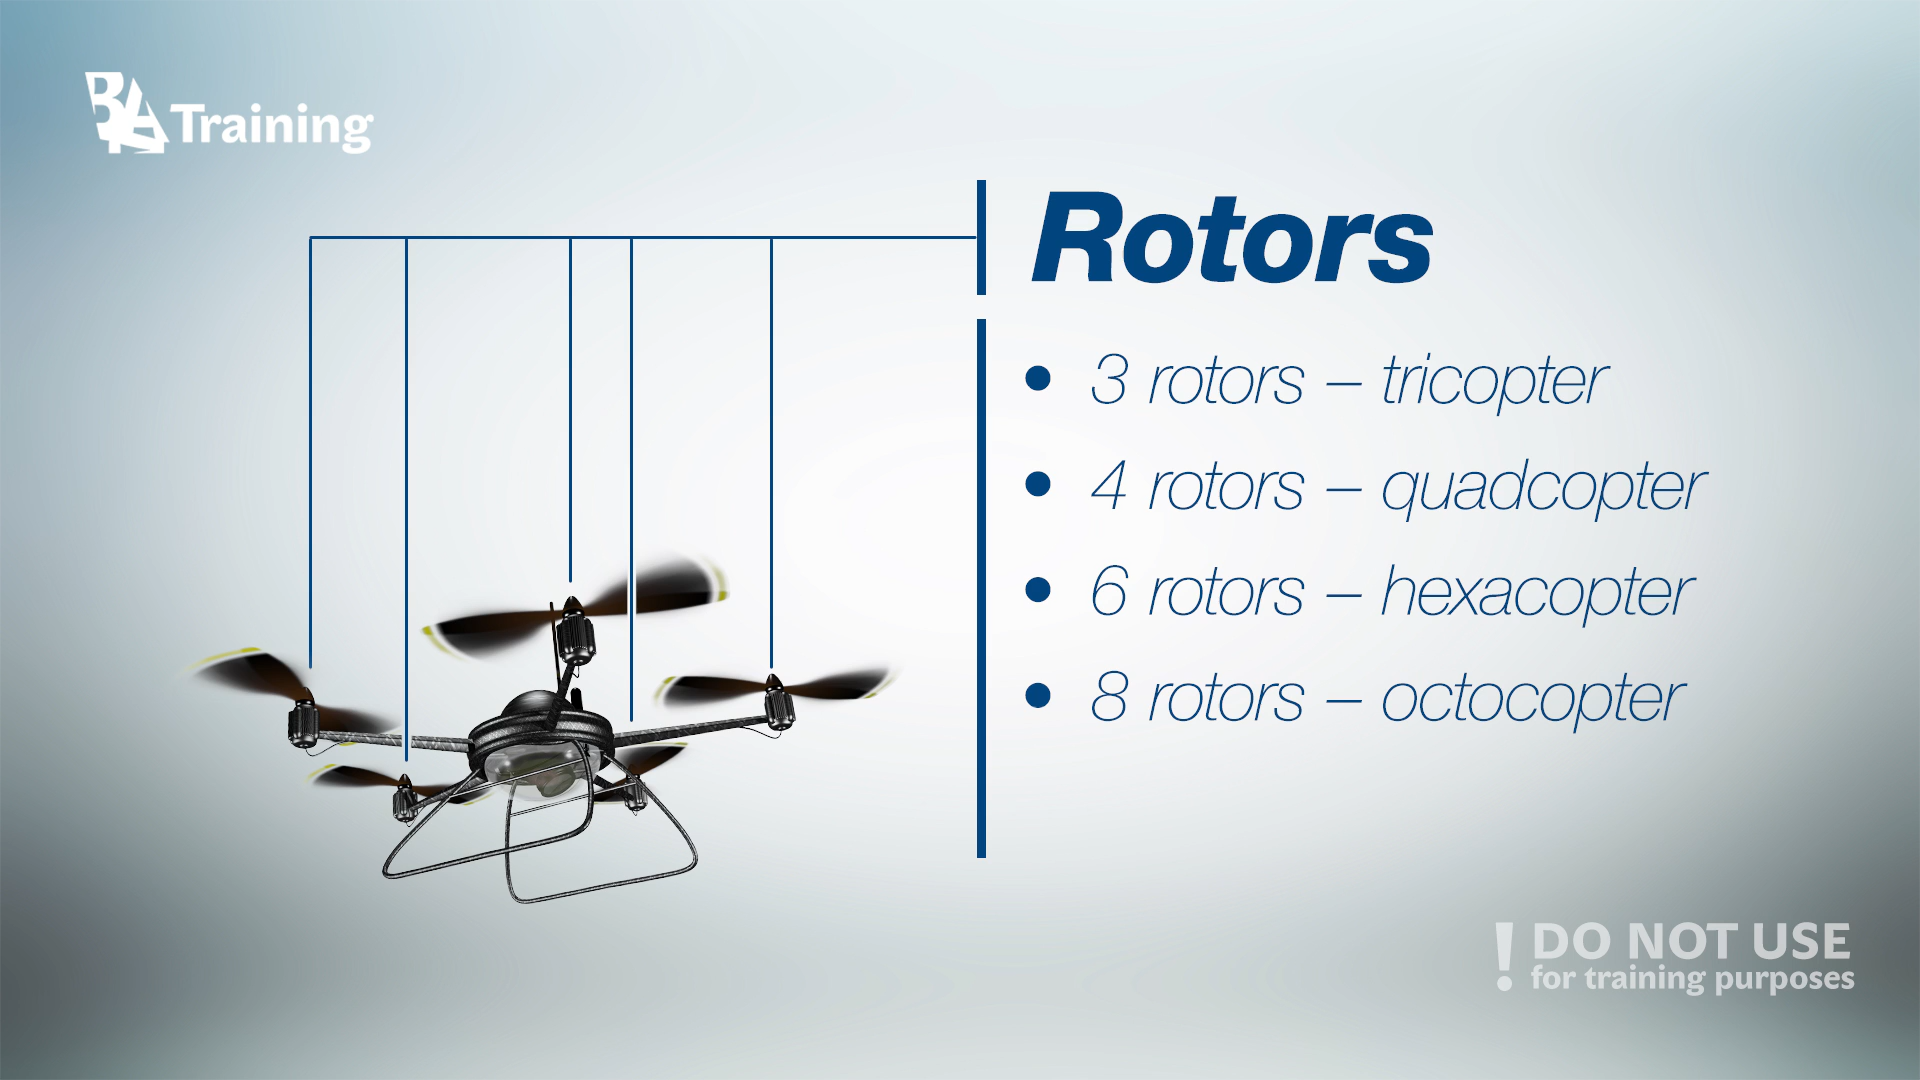 BAA Training
Rotors
• 3 rotors – tricopter
• 4 rotors – quadcopter
• 6 rotors – hexacopter
• 8 rotors – octocopter
! DO NOT USE
for training purposes